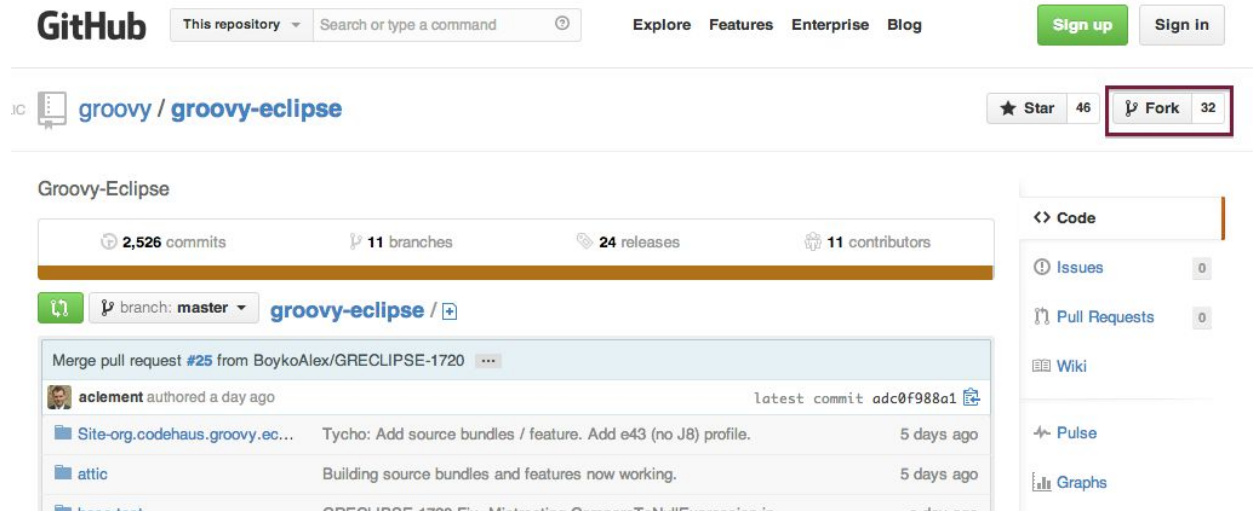 GitHub This repository Search or type a command Explore Features Enterprise Blog Sign up Sign in
groovy / groovy-eclipse Star 46 Fork 32
Groovy-Eclipse
2,526 commits 11 branches 24 releases 11 contributors
branch: master groovy-eclipse /
Merge pull request #25 from BoykoAlex/GRECLIPSE-1720 ...
aclement authored a day ago latest commit adc0f988a1
Site-org.codehaus.groovy.ec... Tycho: Add source bundles / feature. Add e43 (no J8) profile. 5 days ago
attic Building source bundles and features now working. 5 days ago
Code
Issues 0
Pull Requests 0
Wiki
Pulse
Graphs